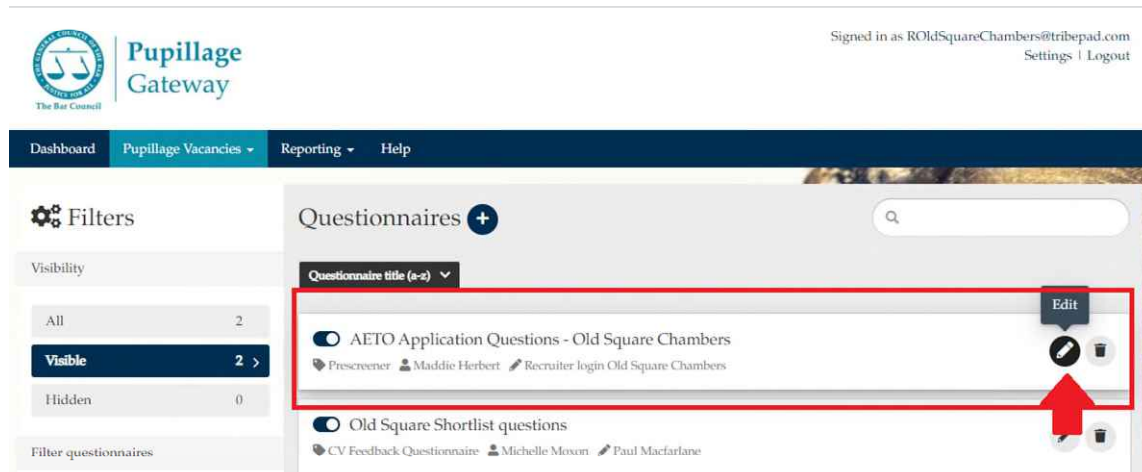 THE GENERAL COUNCIL OF THE BAR
JUSTICE FOR ALL
The Bar Council
Pupillage
Gateway
Signed in as ROldSquareChambers@tribepad.com
Settings | Logout
Dashboard Pupillage Vacancies Reporting Help
Filters
Visibility
All 2
Visible 2 >
Hidden 0
Filter questionnaires
Questionnaires +
Questionnaire title (a-z)
Edit
AETO Application Questions - Old Square Chambers
Prescreener Maddie Herbert Recruiter login Old Square Chambers
Old Square Shortlist questions
CV Feedback Questionnaire Michelle Moxon Paul Macfarlane